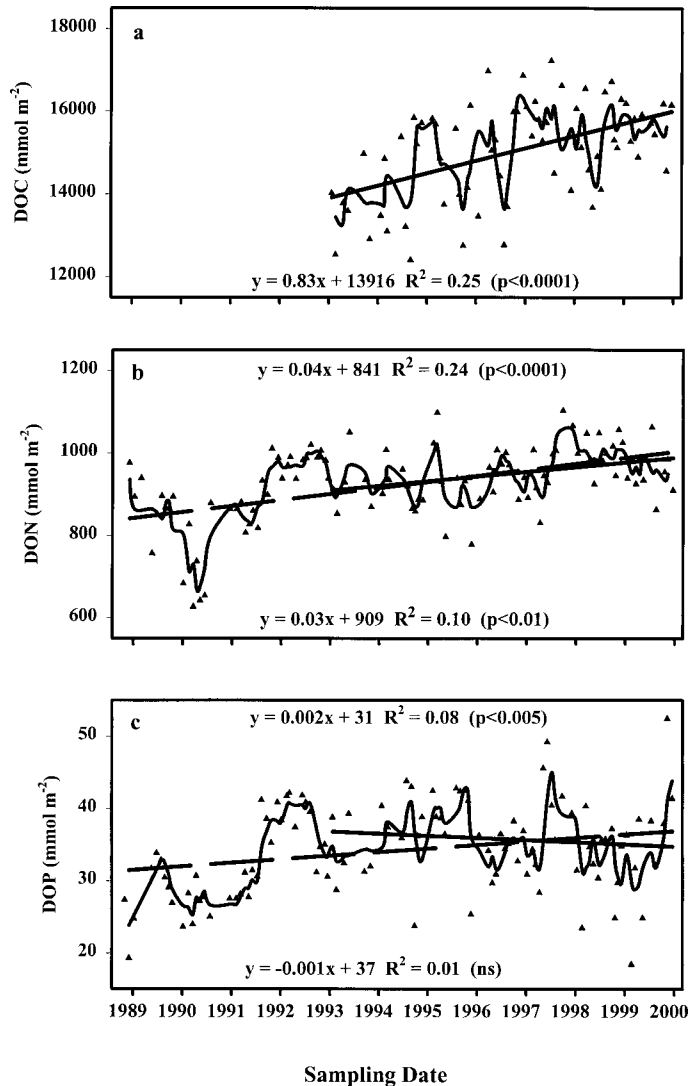 a
18000
16000
14000
12000
DOC (mmol m⁻²)
y = 0.83x + 13916 R² = 0.25 (p<0.0001)
b
1200
1000
800
600
DON (mmol m⁻²)
y = 0.04x + 841 R² = 0.24 (p<0.0001)
y = 0.03x + 909 R² = 0.10 (p<0.01)
c
50
40
30
20
DOP (mmol m⁻²)
y = 0.002x + 31 R² = 0.08 (p<0.005)
y = -0.001x + 37 R² = 0.01 (ns)
1989 1990 1991 1992 1993 1994 1995 1996 1997 1998 1999 2000
Sampling Date